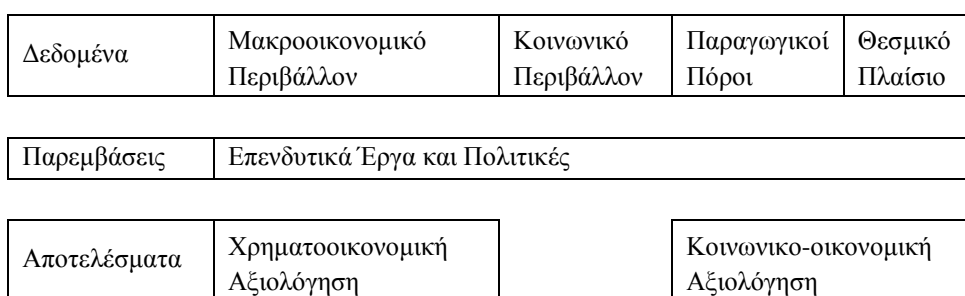 Δεδομένα
Μακροοικονομικό
Περιβάλλον
Κοινωνικό
Περιβάλλον
Παραγωγικοί
Πόροι
Θεσμικό
Πλαίσιο
Παρεμβάσεις
Επενδυτικά Έργα και Πολιτικές
Αποτελέσματα
Χρηματοοικονομική
Αξιολόγηση
Κοινωνικο-οικονομική
Αξιολόγηση